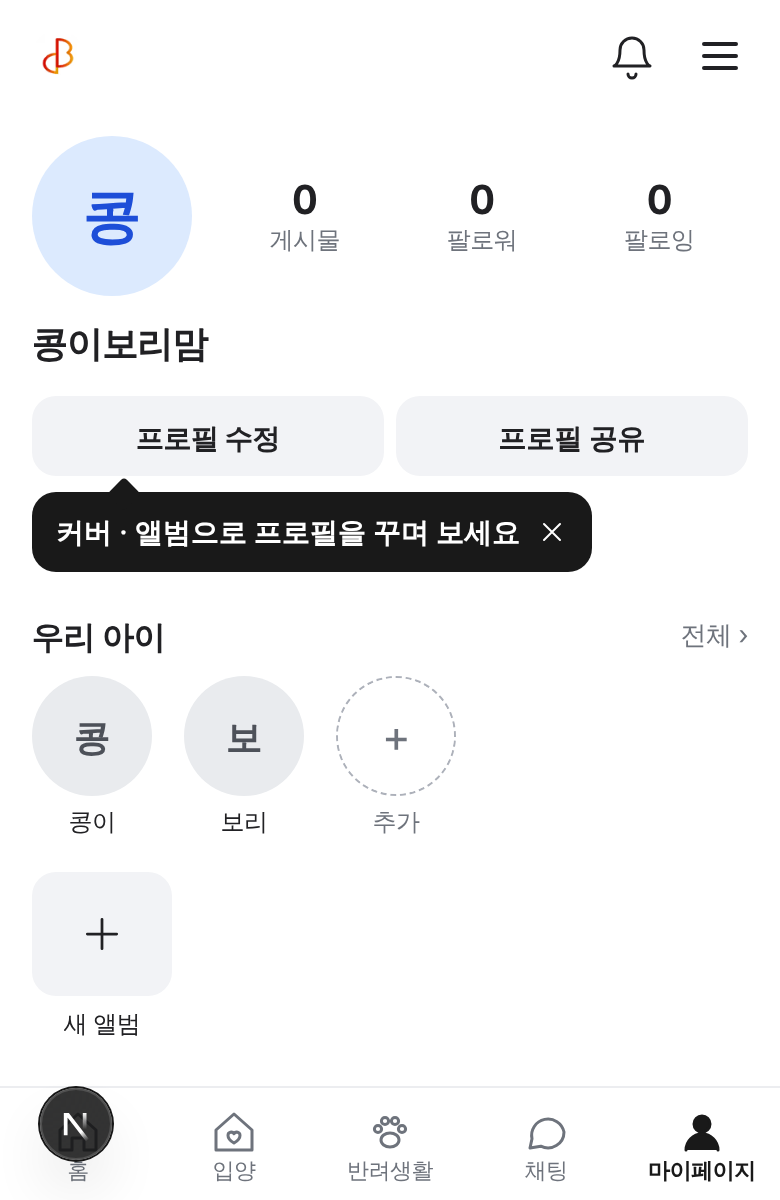 콩
0
게시물
0
팔로워
0
팔로잉
콩이보리맘
프로필 수정
프로필 공유
커버 · 앨범으로 프로필을 꾸며 보세요
우리 아이
전체 ›
콩
보
+
콩이
보리
추가
새 앨범
N
홈
입양
반려생활
채팅
마이페이지